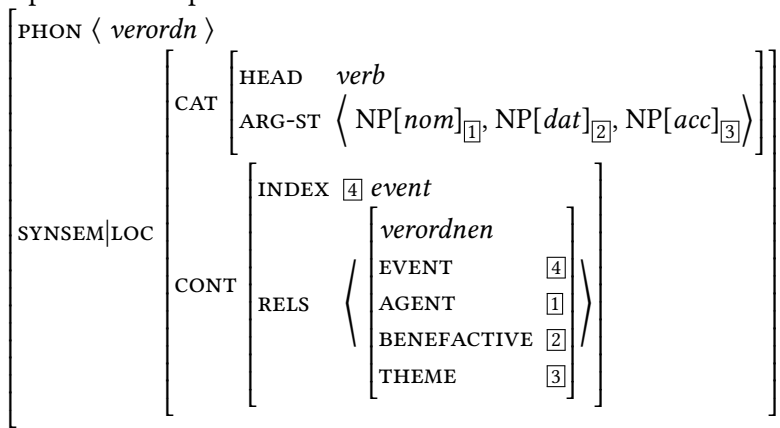 PHON ⟨ verordn ⟩
SYNSEM|LOC
CAT
HEAD verb
ARG-ST ⟨ NP[nom]1, NP[dat]2, NP[acc]3 ⟩
CONT
INDEX 4 event
RELS
verordnen
EVENT 4
AGENT 1
BENEFACTIVE 2
THEME 3